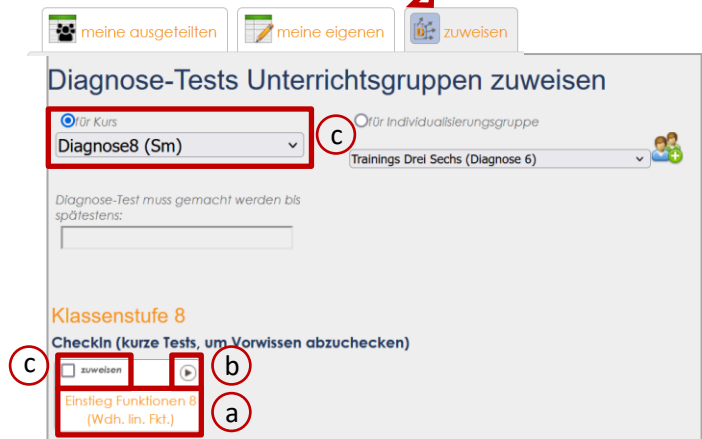 meine ausgeteilten meine eigenen zuweisen
Diagnose-Tests Unterrichtsgruppen zuweisen
für Kurs für Individualisierungsgruppe
Diagnose8 (Sm) c Trainings Drei Sechs (Diagnose 6)
Diagnose-Test muss gemacht werden bis
spätestens:
Klassenstufe 8
CheckIn (kurze Tests, um Vorwissen abzuchecken)
c zuweisen b
Einstieg Funktionen 8
(Wdh. lin. Fkt.) a